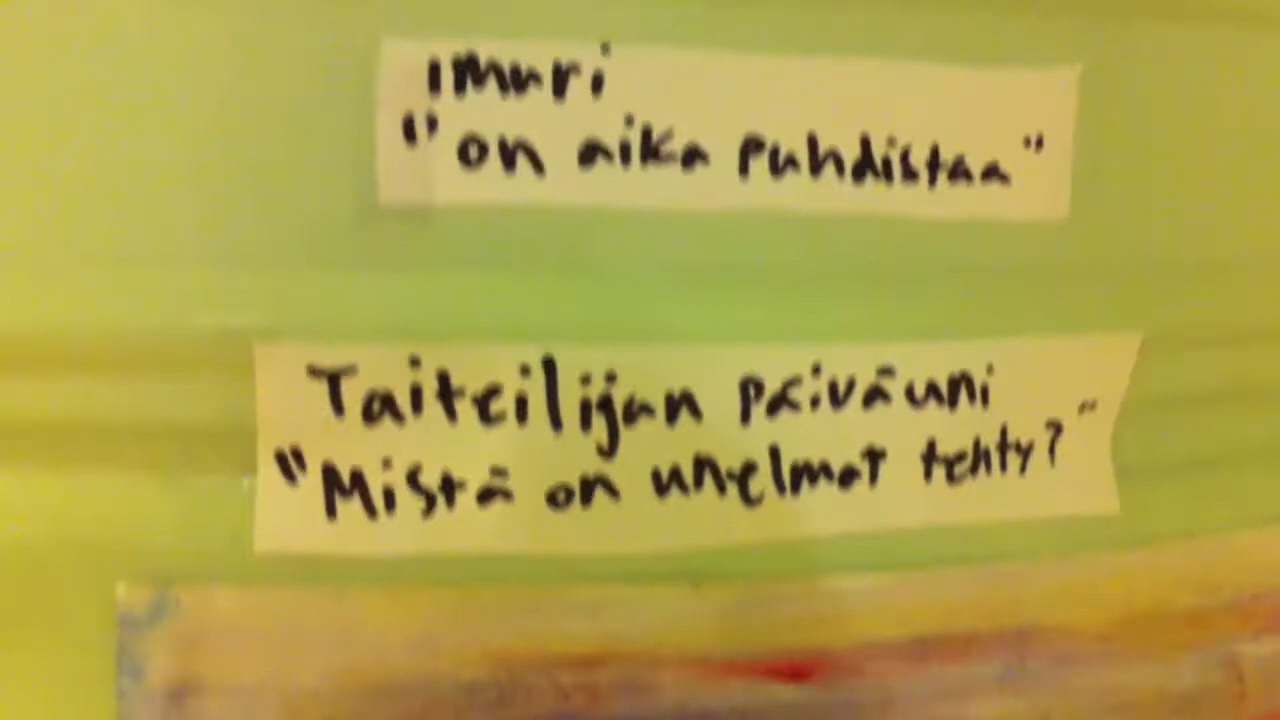 imuri
"on aika puhdistaa"
Taiteilijan päiväuni
"Mistä on unelmat tehty?"